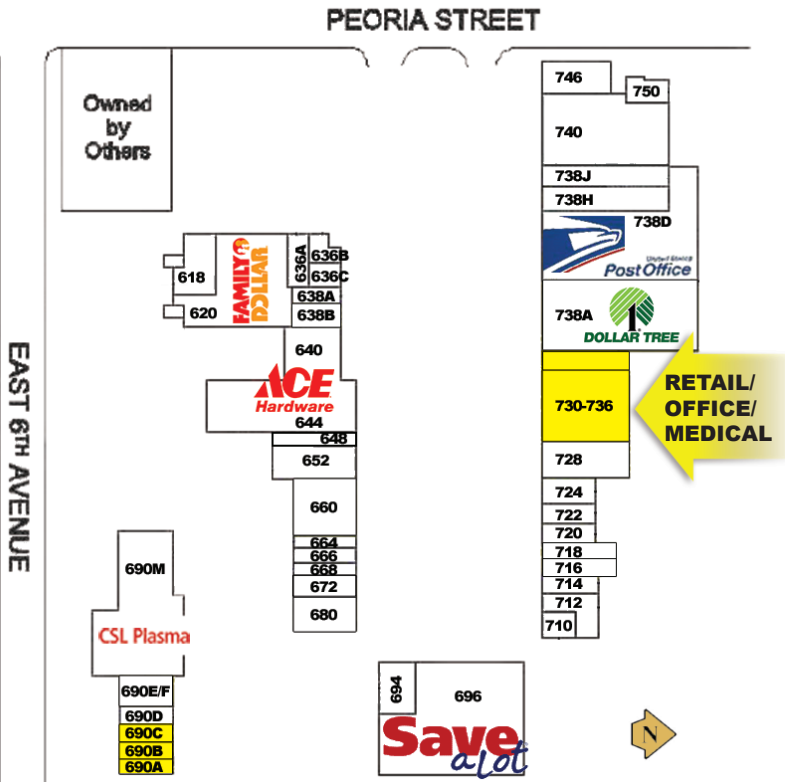 PEORIA STREET
EAST 6TH AVENUE
Owned
by
Others
618
620
FAMILY
DOLLAR
636A
636B
636C
638A
638B
640
ACE
Hardware
644
648
652
660
664
666
668
672
680
690M
CSL Plasma
690E/F
690D
690C
690B
690A
694
696
Save
a Lot
746
750
740
738J
738H
738D
United States
Post Office
738A
1
DOLLAR TREE
730-736
RETAIL/
OFFICE/
MEDICAL
728
724
722
720
718
716
714
712
710
N